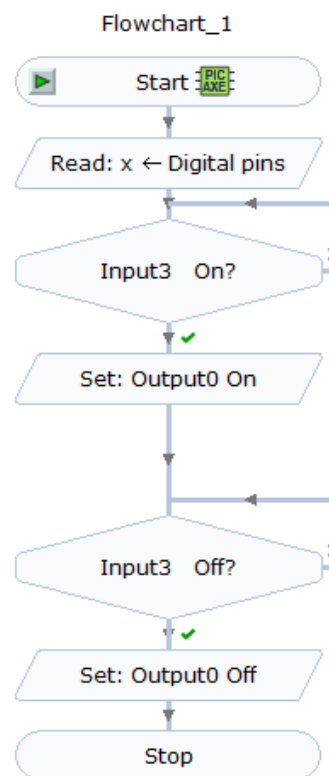 Flowchart_1
Start PIC AXE
Read: x ← Digital pins
Input3 On?
Set: Output0 On
Input3 Off?
Set: Output0 Off
Stop